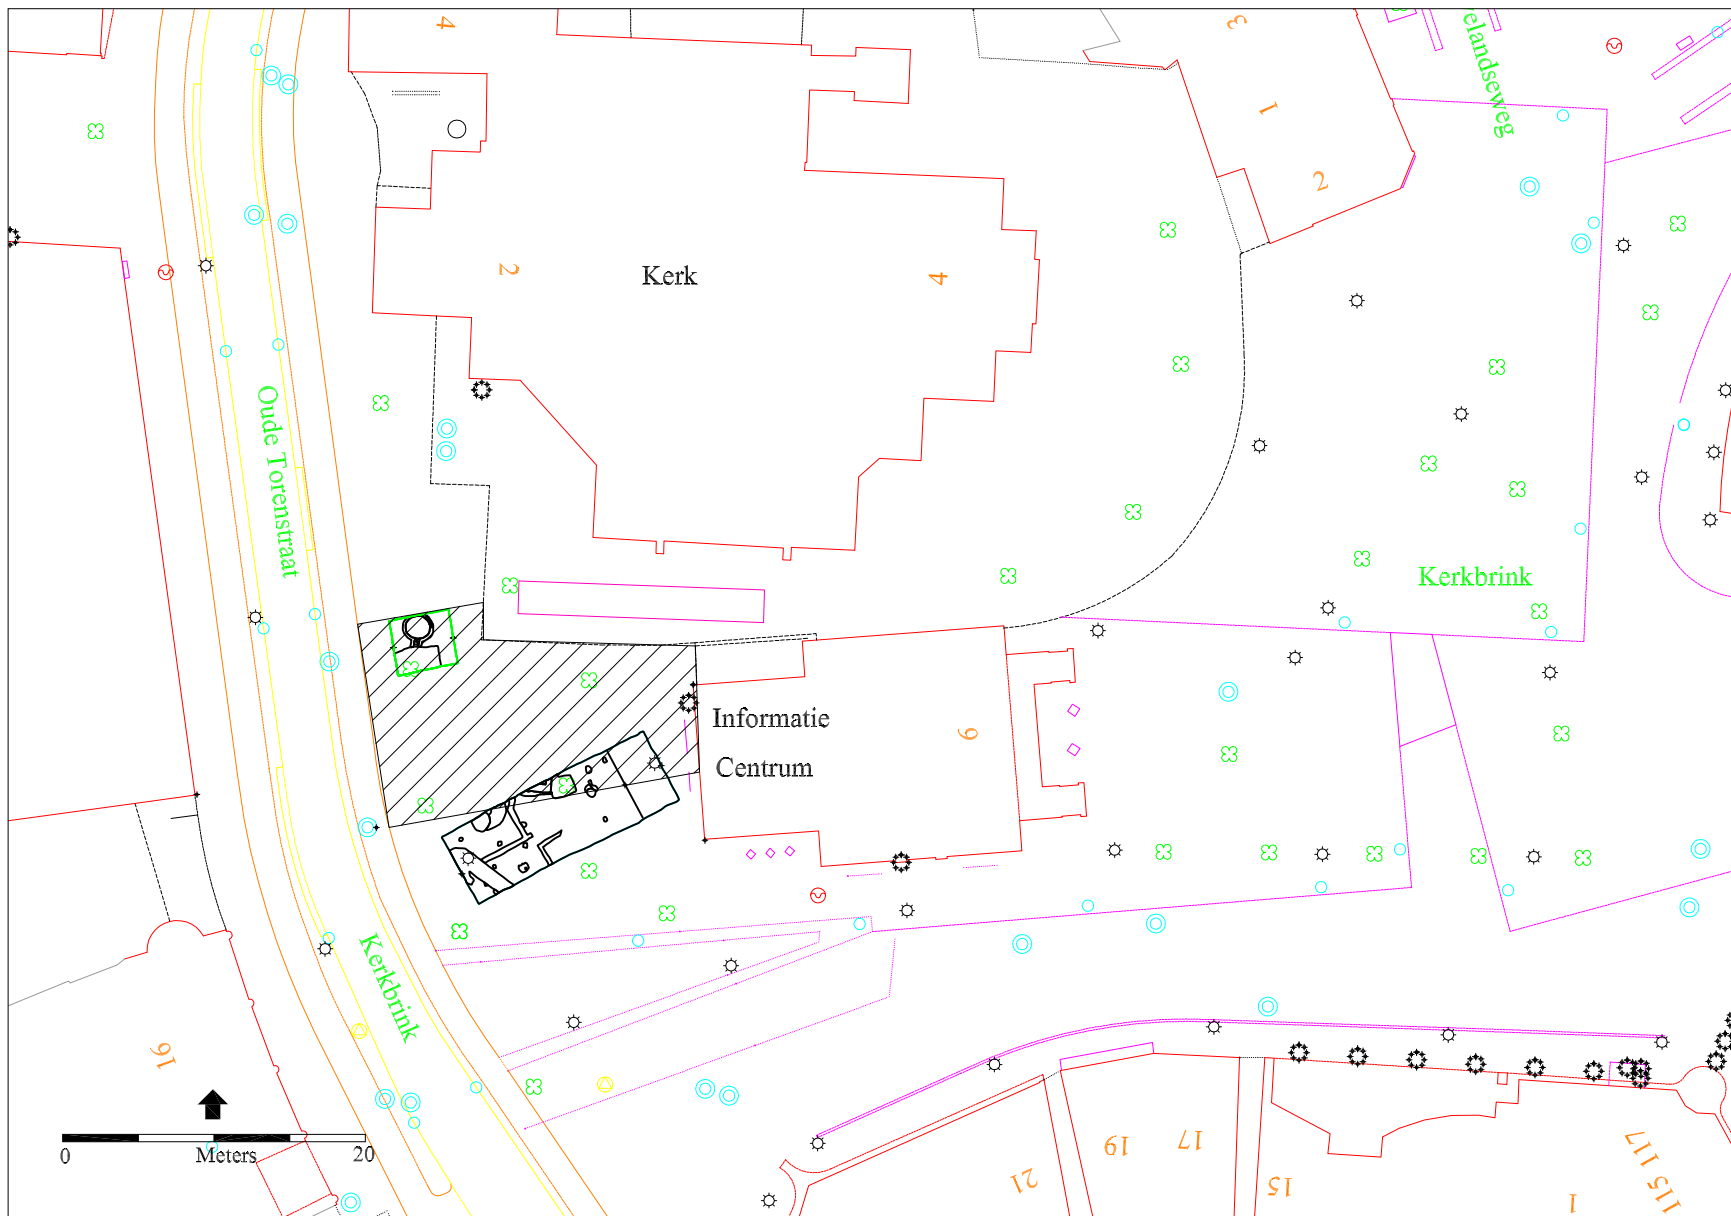 4
3
elandseweg
1
2
2
Kerk
4
Oude Torenstraat
Kerkbrink
Informatie
Centrum
9
Kerkbrink
16
0
Meters
20
21
19
17
15
1
115 117